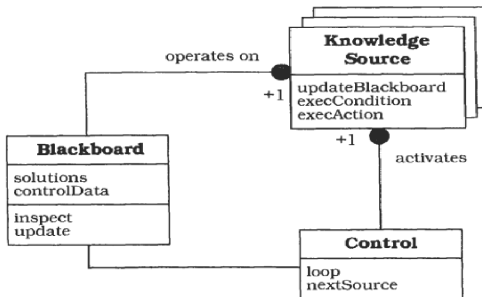 operates on
Knowledge
Source
+1
updateBlackboard
execCondition
execAction
+1
activates
Blackboard
solutions
controlData
inspect
update
Control
loop
nextSource